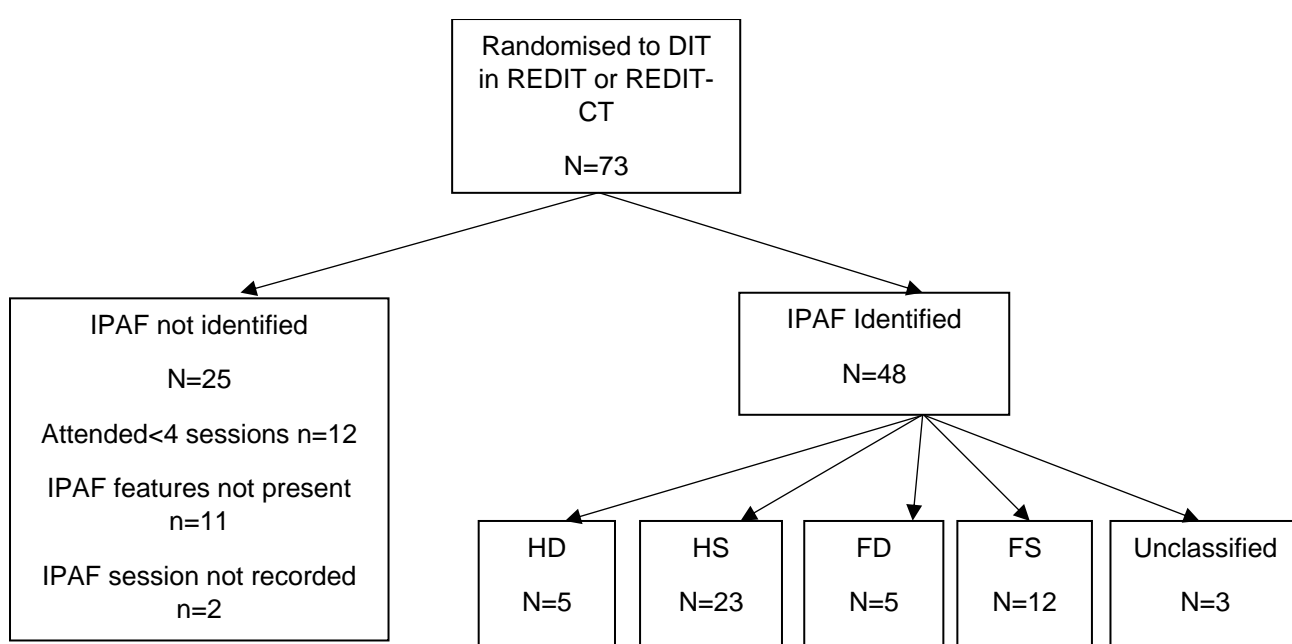 Randomised to DIT
in REDIT or REDIT-
CT
N=73
IPAF not identified
N=25
Attended<4 sessions n=12
IPAF features not present
n=11
IPAF session not recorded
n=2
IPAF Identified
N=48
HD
N=5
HS
N=23
FD
N=5
FS
N=12
Unclassified
N=3